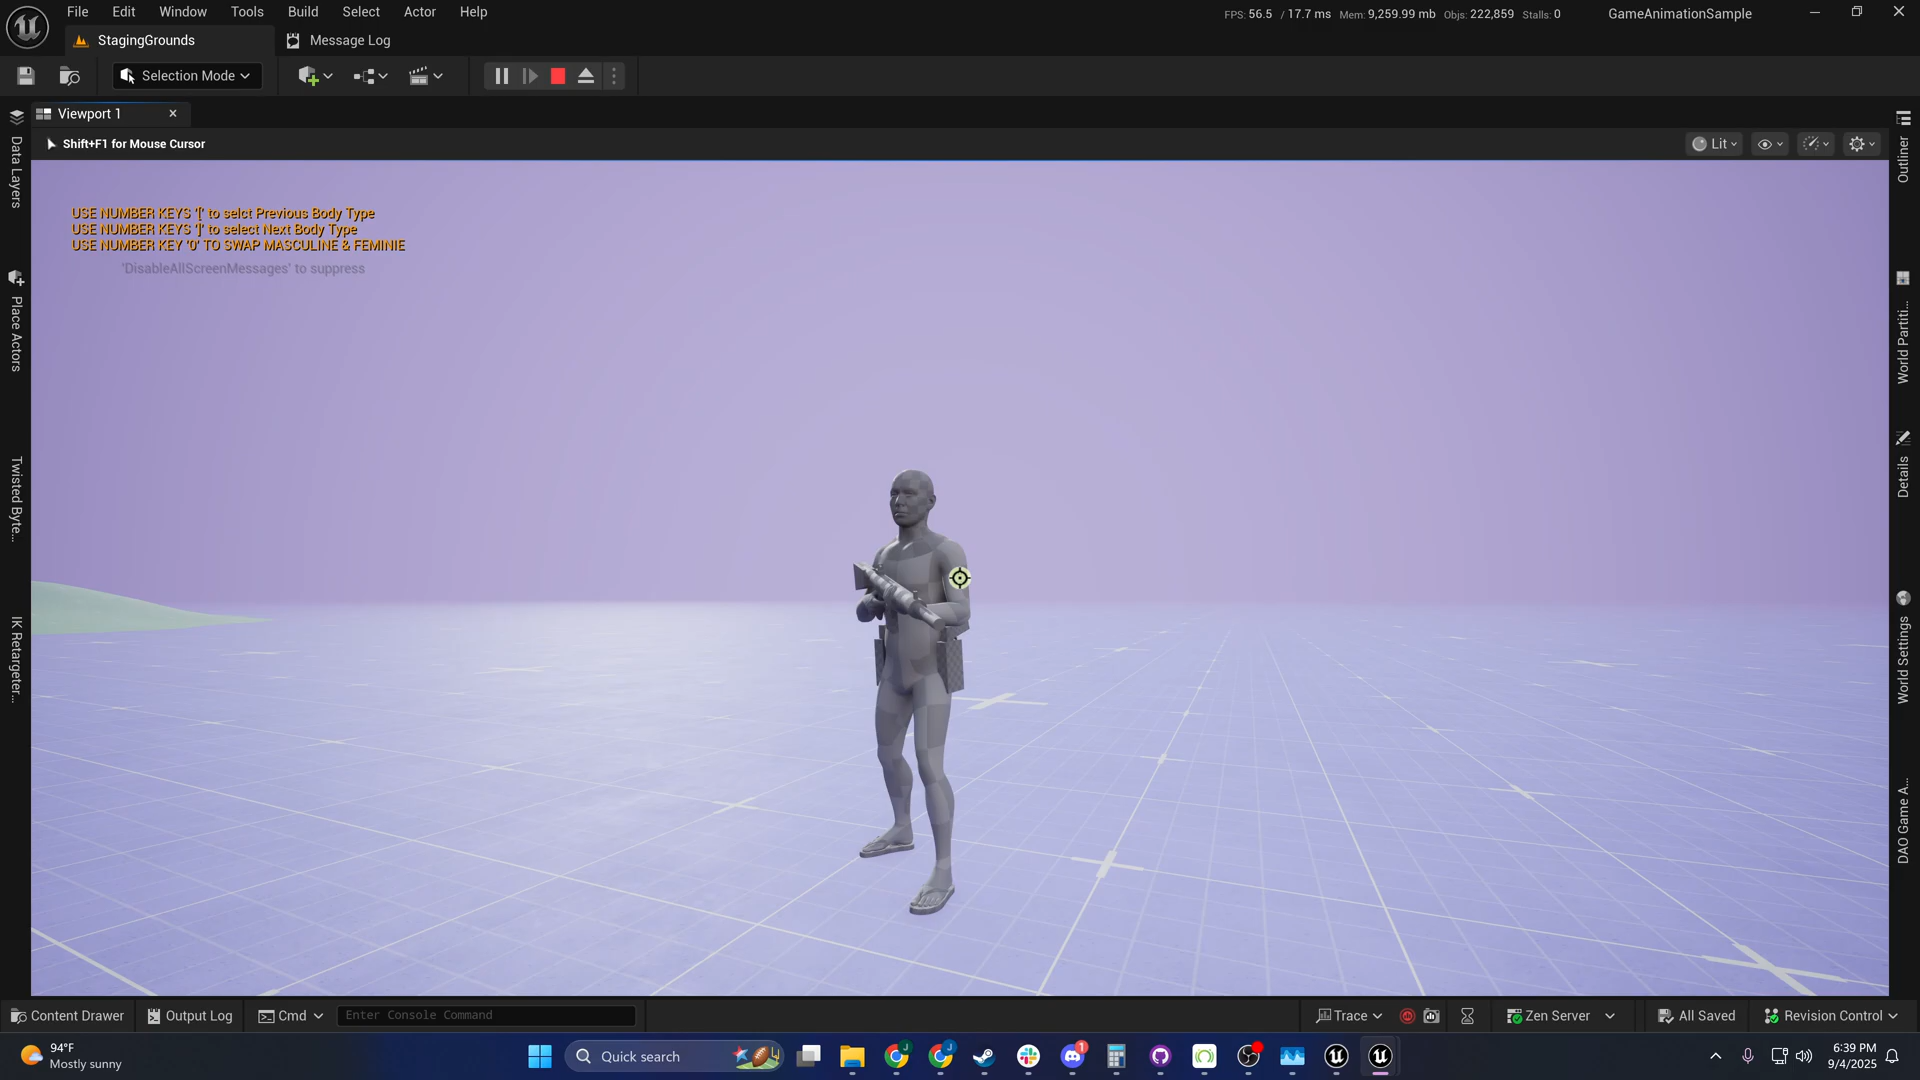 File Edit Window Tools Build Select Actor Help
FPS: 56.5 / 17.7 ms Mem: 9,259.99 mb Objs: 222,859 Stalls: 0
GameAnimationSample
StagingGrounds
Message Log
Selection Mode
Viewport 1
Shift+F1 for Mouse Cursor
Lit
USE NUMBER KEYS '[' to selct Previous Body Type
USE NUMBER KEYS ']' to select Next Body Type
USE NUMBER KEY '0' TO SWAP MASCULINE & FEMINIE
'DisableAllScreenMessages' to suppress
Data Layers
Place Actors
Twisted Byte...
IK Retargeter...
Outliner
World Partiti...
Details
World Settings
DAO Game A...
Content Drawer
Output Log
Cmd
Enter Console Command
Trace
Zen Server
All Saved
Revision Control
94°F
Mostly sunny
Quick search
1
6:39 PM
9/4/2025